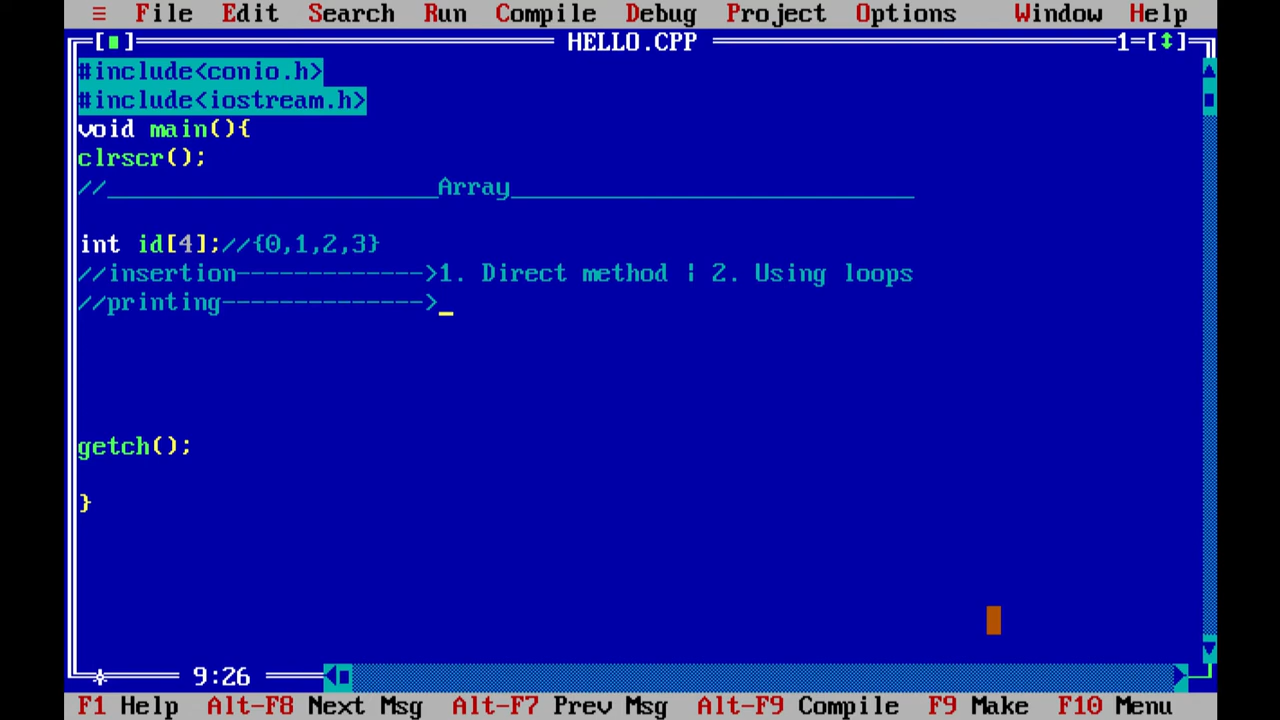 ≡ File Edit Search Run Compile Debug Project Options Window Help
[■] HELLO.CPP 1=[↕]
#include<conio.h>
#include<iostream.h>
void main(){
clrscr();
//_______________________Array____________________________
int id[4];//{0,1,2,3}
//insertion------------->1. Direct method | 2. Using loops
//printing-------------->_
getch();
}
9:26
F1 Help Alt-F8 Next Msg Alt-F7 Prev Msg Alt-F9 Compile F9 Make F10 Menu